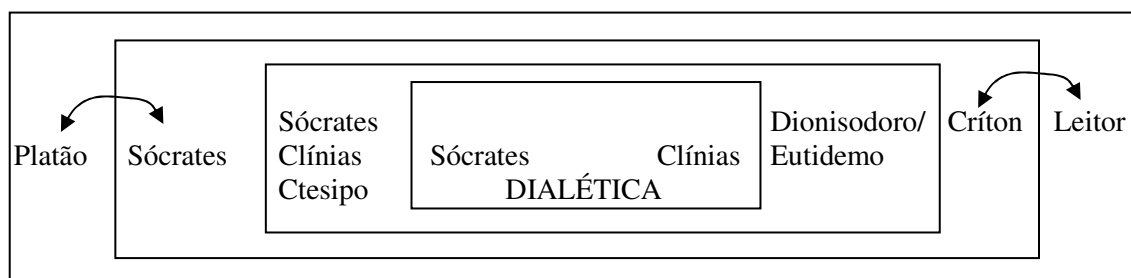 Sócrates Dionisodoro/ Críton Leitor
Platão Sócrates Clínias Sócrates Clínias Eutidemo
Ctesipo DIALÉTICA